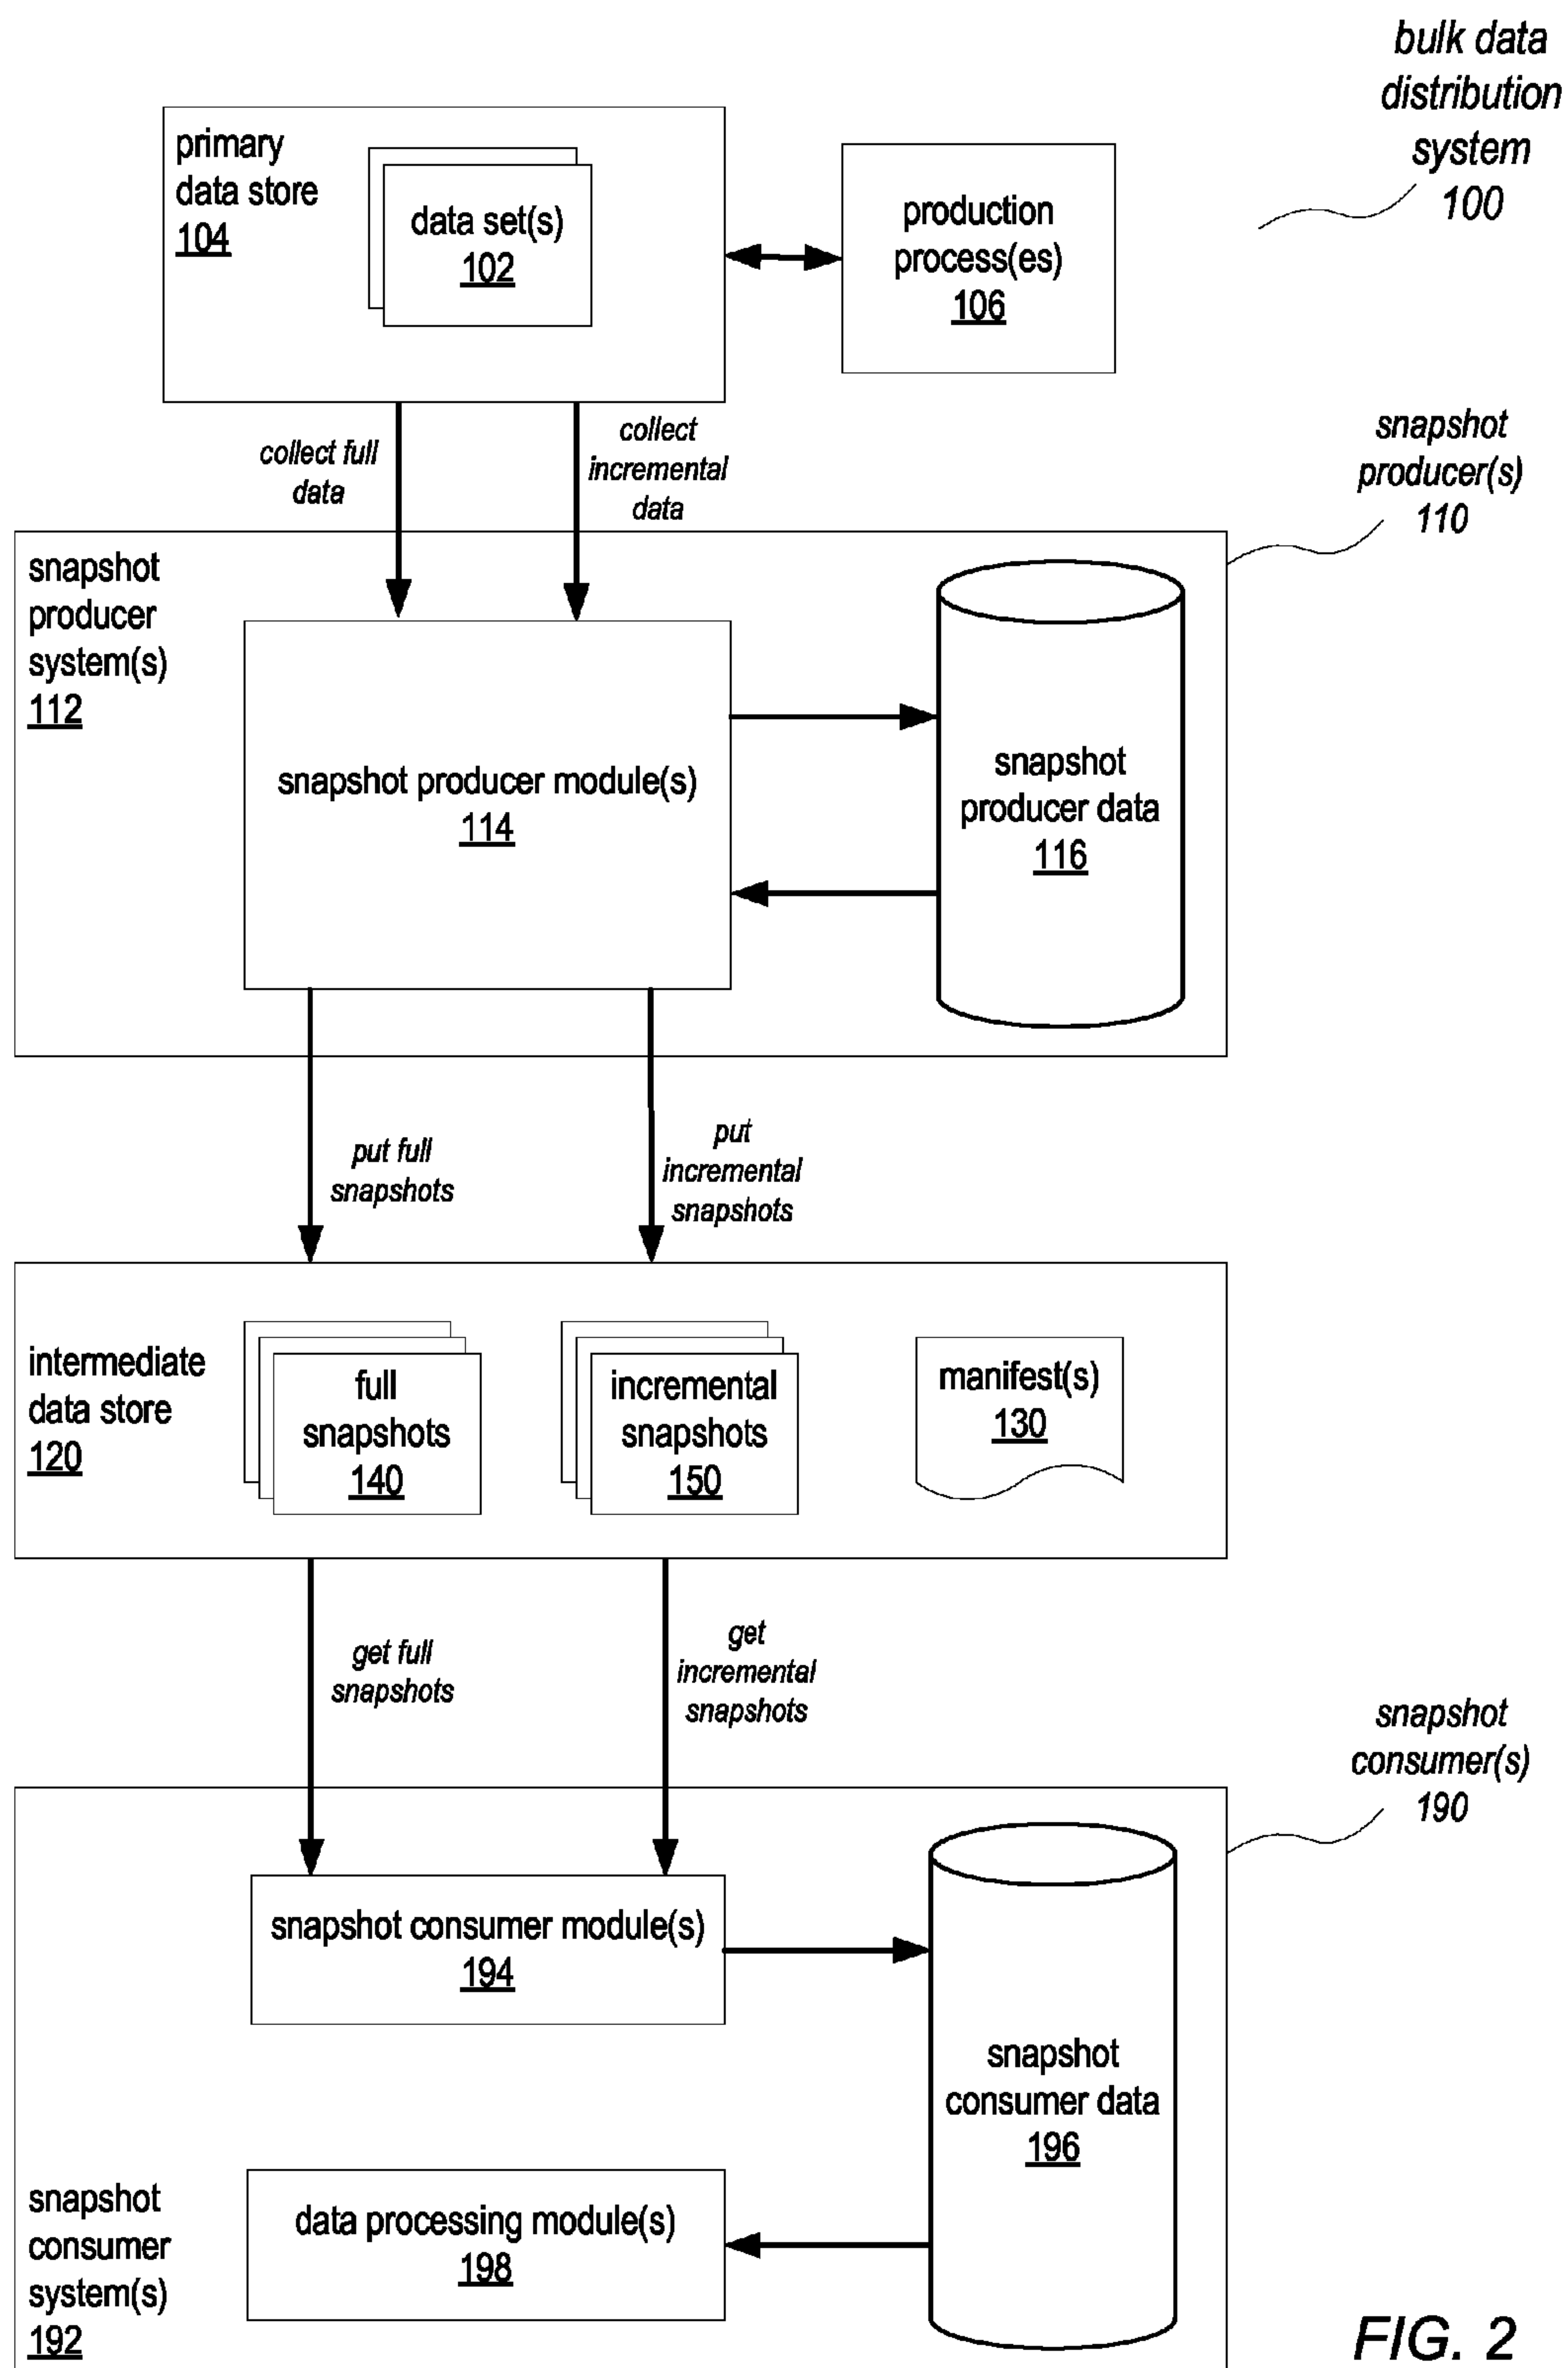 bulk data
distribution
system
100
primary
data store
104
data set(s)
102
production
process(es)
106
collect full
data
collect
incremental
data
snapshot
producer(s)
110
snapshot
producer
system(s)
112
snapshot producer module(s)
114
snapshot
producer data
116
put full
snapshots
put
incremental
snapshots
intermediate
data store
120
full
snapshots
140
incremental
snapshots
150
manifest(s)
130
get full
snapshots
get
incremental
snapshots
snapshot
consumer(s)
190
snapshot consumer module(s)
194
snapshot
consumer data
196
data processing module(s)
198
snapshot
consumer
system(s)
192
FIG. 2